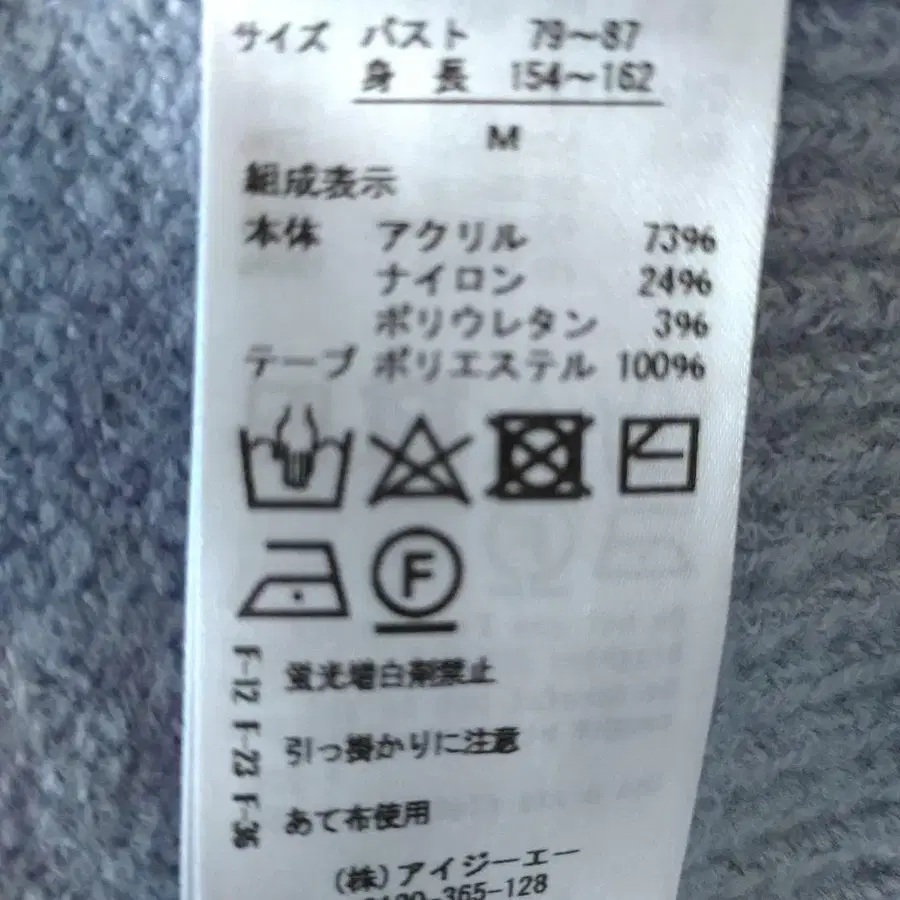 サイズ バスト 79～87
身長 154～162
M
組成表示
本体 アクリル 73%
ナイロン 24%
ポリウレタン 3%
テープ ポリエステル 100%
F
F-12 蛍光増白剤禁止
F-23 引っ掛かりに注意
F-36 あて布使用
(株)アイジーエー
-365-128